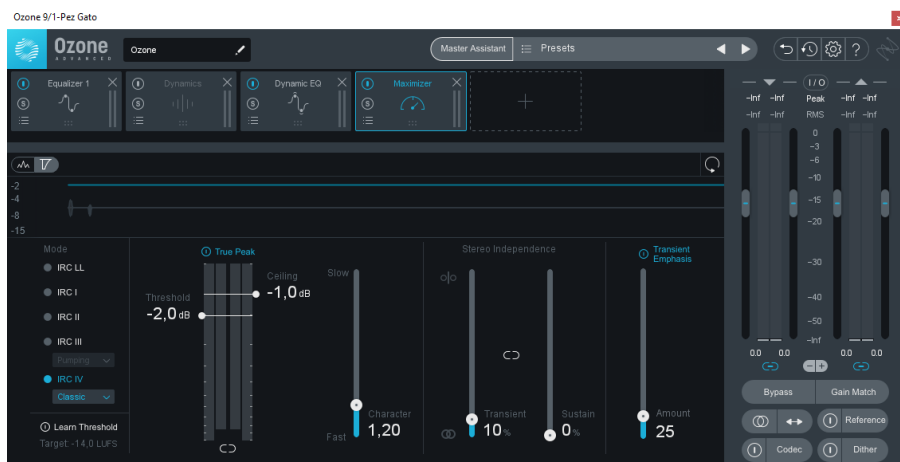 Ozone 9/1-Pez Gato
Ozone
ADVANCED
Ozone
Master Assistant
Presets
?
Equalizer 1
Dynamics
Dynamic EQ
Maximizer
S
S
S
S
+
I/O
-Inf -Inf Peak -Inf -Inf
-Inf -Inf RMS -Inf -Inf
0
-3
-6
-10
-15
-20
-30
-40
-50
-Inf
0.0 0.0 0.0 0.0
-2
-4
-8
-15
Mode
IRC LL
IRC I
IRC II
IRC III
Pumping
IRC IV
Classic
Learn Threshold
Target: -14,0 LUFS
True Peak
Threshold
-2,0 dB
Ceiling
-1,0 dB
Slow
Fast
Character
1,20
Stereo Independence
Transient
10%
Sustain
0%
Transient
Emphasis
Amount
25
Bypass
Gain Match
Reference
Codec
Dither